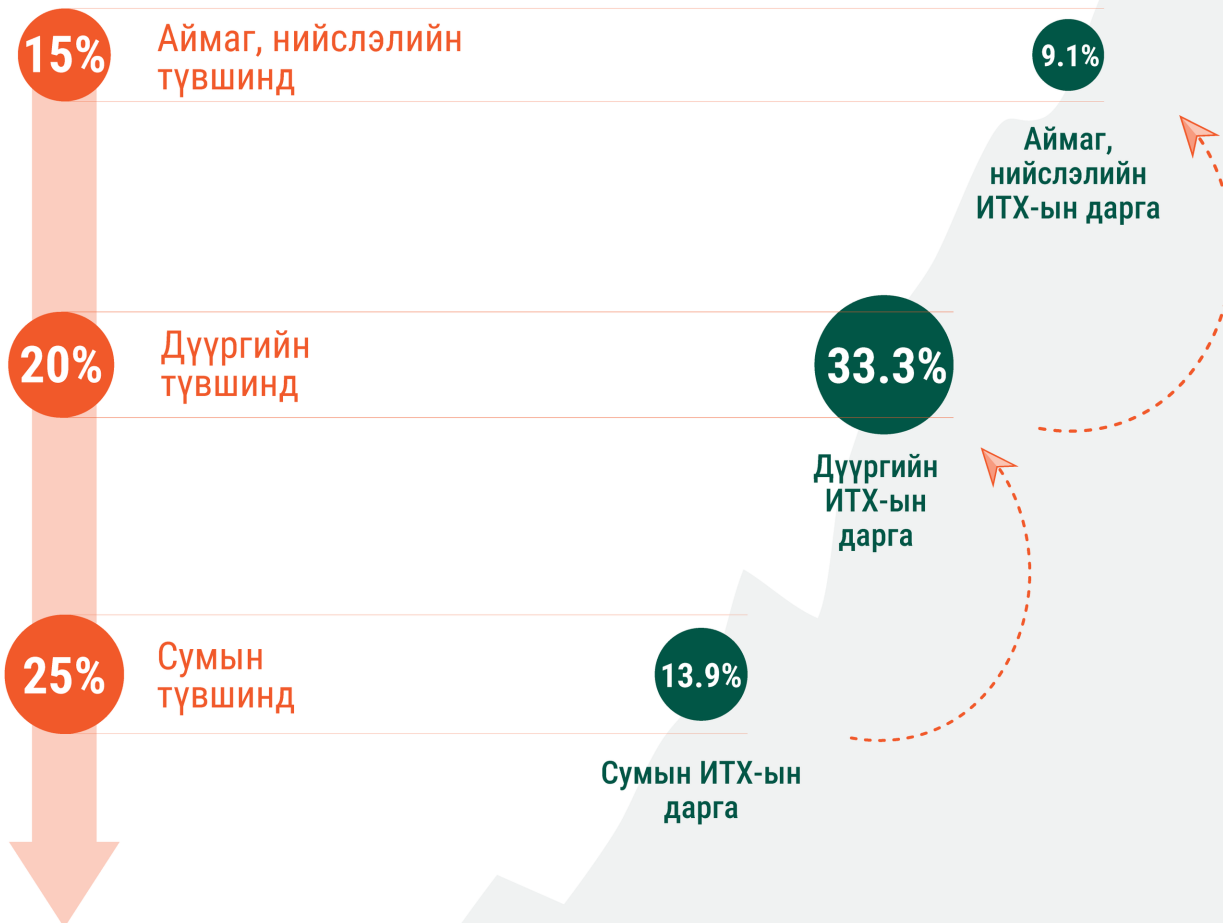 15%
Аймаг, нийслэлийн
түвшинд
9.1%
Аймаг,
нийслэлийн
ИТХ-ын дарга
20%
Дүүргийн
түвшинд
33.3%
Дүүргийн
ИТХ-ын
дарга
25%
Сумын
түвшинд
13.9%
Сумын ИТХ-ын
дарга